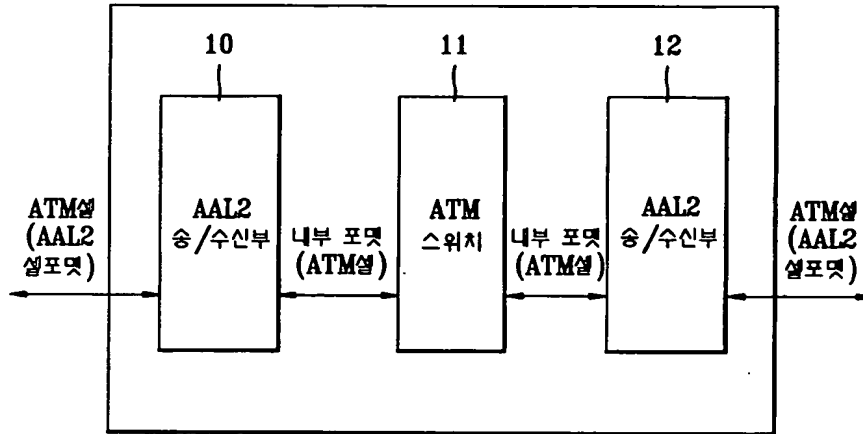 10
11
12
ATM셀
(AAL2
셀포맷)
AAL2
송/수신부
내부 포맷
(ATM셀)
ATM
스위치
내부 포맷
(ATM셀)
AAL2
송/수신부
ATM셀
(AAL2
셀포맷)